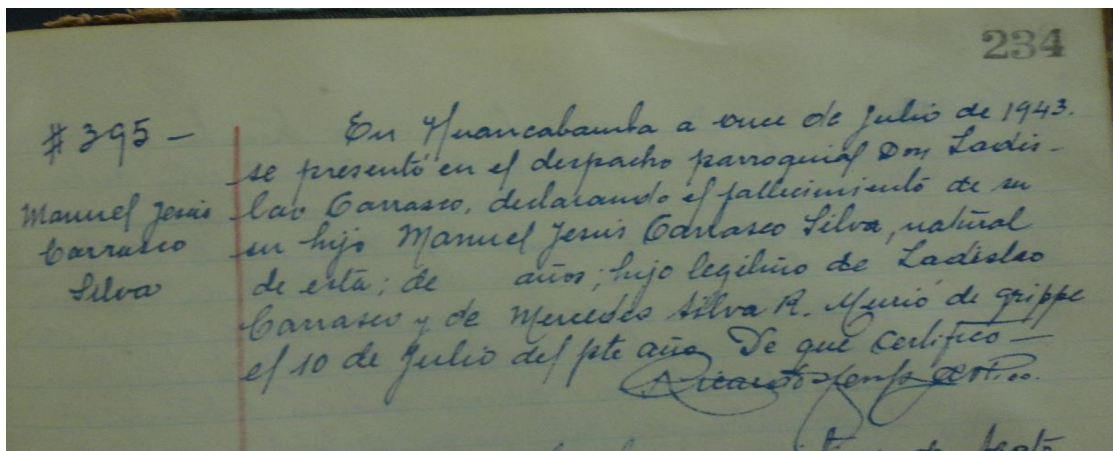 234
# 395 –
Manuel Jesús
Carrasco
Silva
En Huancabamba a once de Julio de 1943.
se presentó en el despacho parroquial Don Ladis-
lao Carrasco, declarando el fallecimiento de su
su hijo Manuel Jesús Carrasco Silva, natural
de esta; de años; hijo legítimo de Ladislao
Carrasco y de Mercedes Silva R. Murió de grippe
el 10 de Julio del pte año. De que certifico –